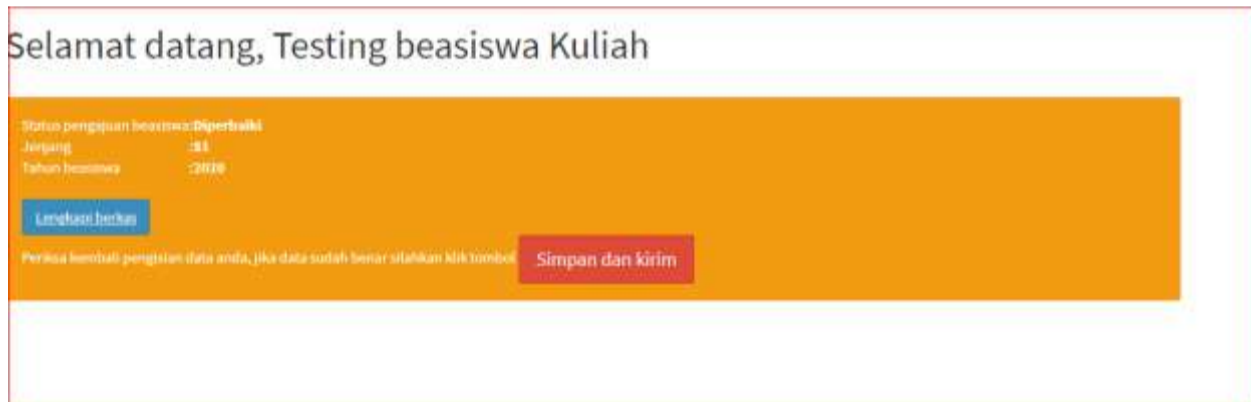 Selamat datang, Testing beasiswa Kuliah
Status pengajuan beasiswa:Diperbaiki
Jenjang :S1
Tahun beasiswa :2020
Lengkapi berkas
Periksa kembali pengisian data anda, jika data sudah benar silahkan klik tombol Simpan dan kirim